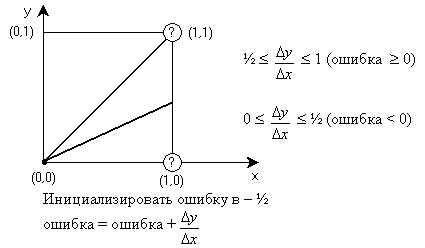 y
(0,1)
?
(1,1)
½ ≤ Δy/Δx ≤ 1 (ошибка ≥ 0)
0 ≤ Δy/Δx ≤ ½ (ошибка < 0)
?
x
(0,0)
(1,0)
Инициализировать ошибку в – ½
ошибка = ошибка + Δy/Δx